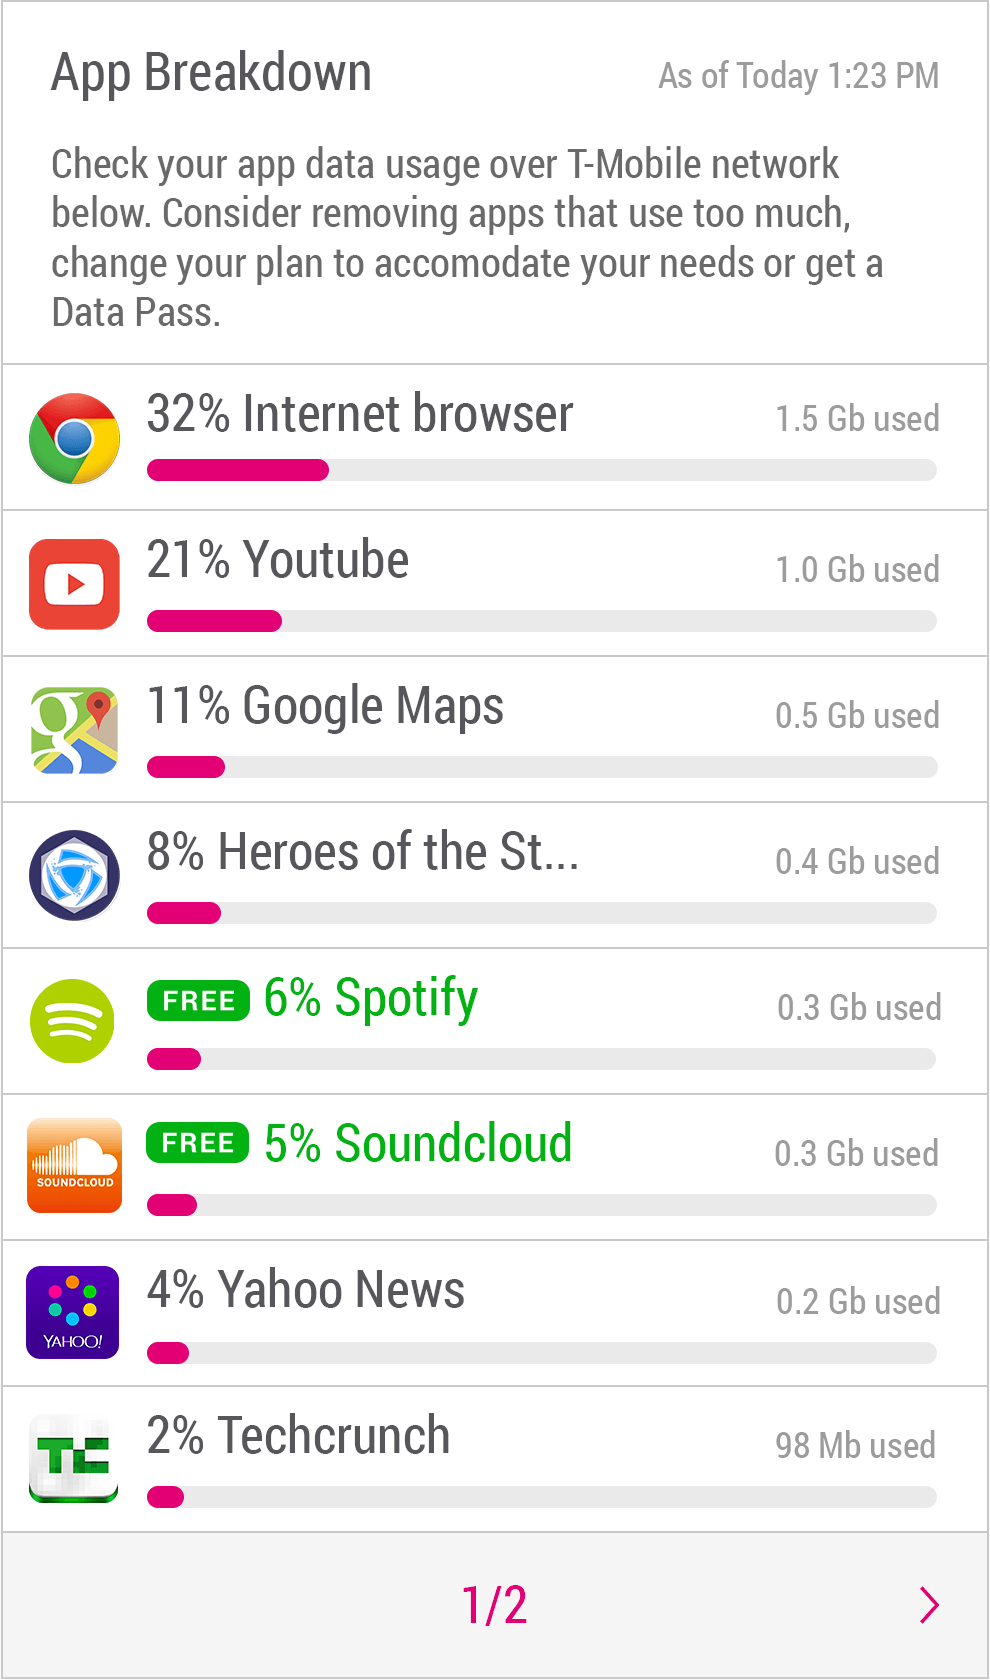 App Breakdown
As of Today 1:23 PM
Check your app data usage over T-Mobile network
below. Consider removing apps that use too much,
change your plan to accomodate your needs or get a
Data Pass.
32% Internet browser
1.5 Gb used
21% Youtube
1.0 Gb used
11% Google Maps
0.5 Gb used
8% Heroes of the St...
0.4 Gb used
FREE 6% Spotify
0.3 Gb used
SOUNDCLOUD
FREE 5% Soundcloud
0.3 Gb used
YAHOO!
4% Yahoo News
0.2 Gb used
TC
2% Techcrunch
98 Mb used
1/2